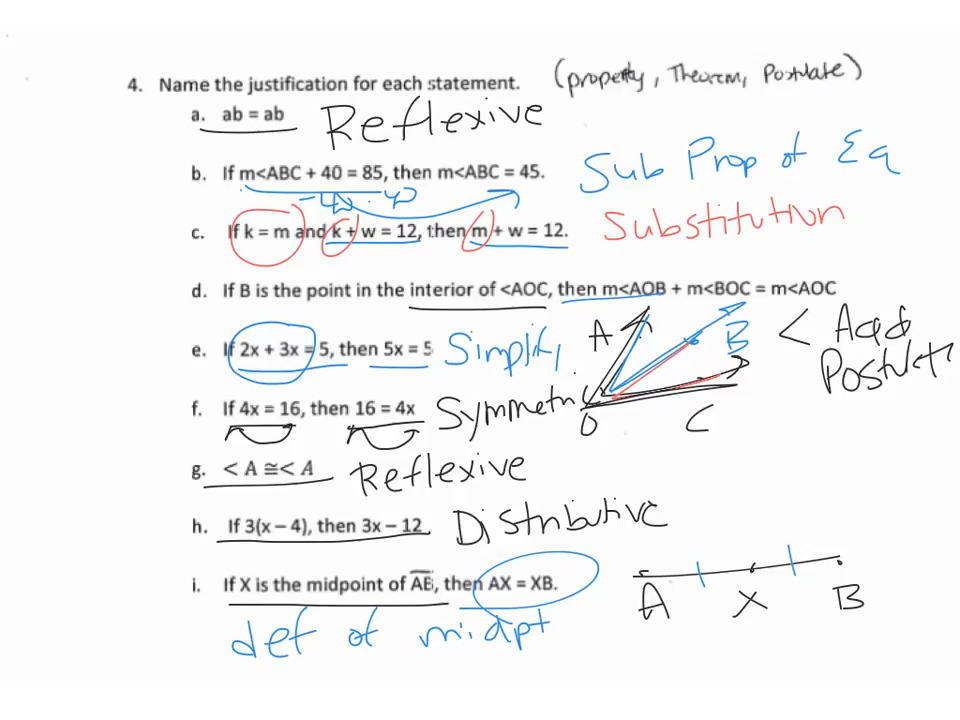 4. Name the justification for each statement. (property, Theorem, Postulate)
a. ab = ab Reflexive
b. If m<ABC + 40 = 85, then m<ABC = 45. Sub Prop of Eq
-40 -40
c. If k = m and k + w = 12, then m + w = 12. Substitution
d. If B is the point in the interior of <AOC, then m<AOB + m<BOC = m<AOC
A B < Add
e. If 2x + 3x = 5, then 5x = 5 Simplify Postulate
f. If 4x = 16, then 16 = 4x Symmetric
O C
g. < A ≅< A Reflexive
h. If 3(x – 4), then 3x – 12 Distributive
i. If X is the midpoint of AB, then AX = XB.
A X B
def of midpt